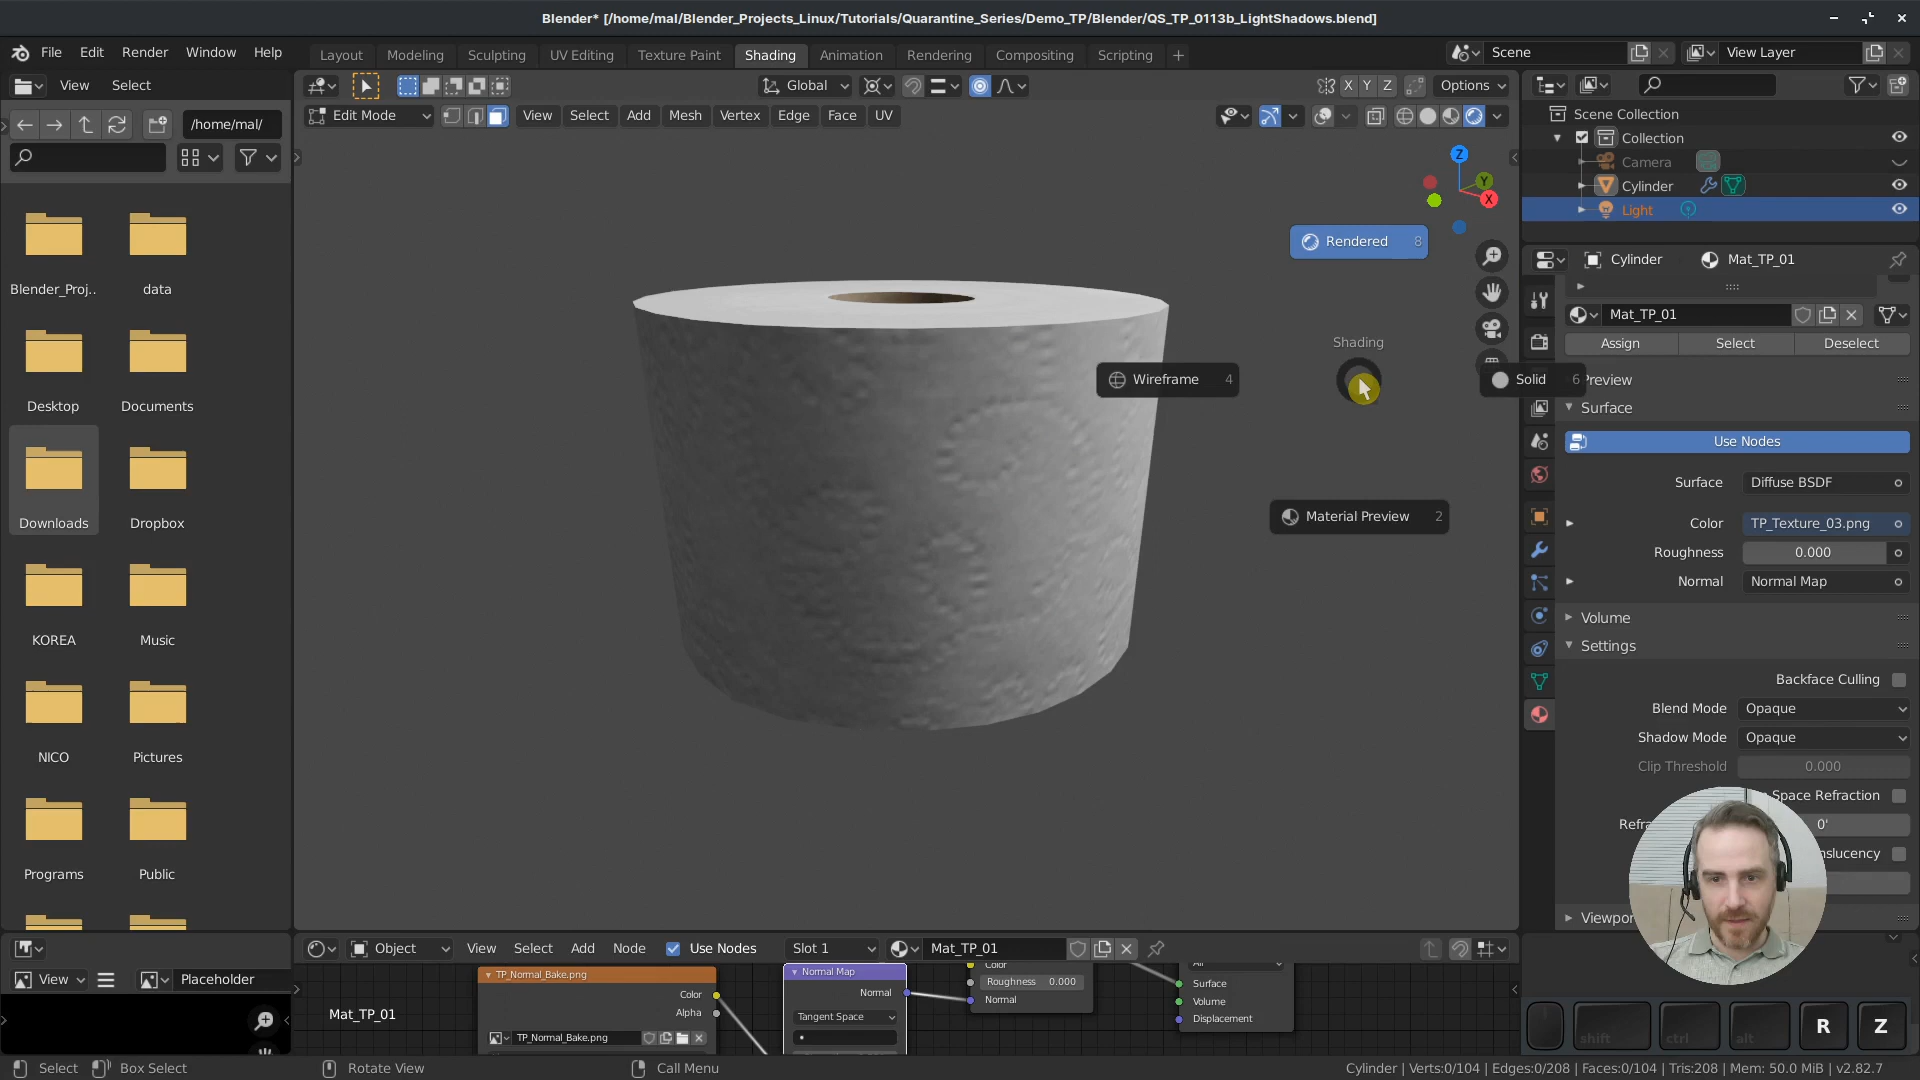 Blender* [/home/mal/Blender_Projects_Linux/Tutorials/Quarantine_Series/Demo_TP/Blender/QS_TP_0113b_LightShadows.blend]
File Edit Render Window Help
Layout Modeling Sculpting UV Editing Texture Paint Shading Animation Rendering Compositing Scripting +
Scene
View Layer
View Select
Global
X Y Z
Options
/home/mal/
Edit Mode
View Select Add Mesh Vertex Edge Face UV
Scene Collection
Collection
Camera
Cylinder
Light
Z
Y
X
Blender_Proj..
data
Desktop
Documents
Downloads
Dropbox
KOREA
Music
NICO
Pictures
Programs
Public
Rendered 8
Shading
Wireframe 4
Solid 6
Material Preview 2
Cylinder
Mat_TP_01
Mat_TP_01
Assign Select Deselect
Preview
Surface
Use Nodes
Surface Diffuse BSDF
Color TP_Texture_03.png
Roughness 0.000
Normal Normal Map
Volume
Settings
Backface Culling
Blend Mode Opaque
Shadow Mode Opaque
Clip Threshold 0.000
Space Refraction
Refra 0'
nslucency
Viewpor
Object View Select Add Node Use Nodes Slot 1 Mat_TP_01
View Placeholder
Mat_TP_01
TP_Normal_Bake.png
Color
Alpha
TP_Normal_Bake.png
Normal Map
Normal
Tangent Space
Color
Roughness 0.000
Normal
All
Surface
Volume
Displacement
shift ctrl alt R Z
Select Box Select Rotate View Call Menu
Cylinder | Verts:0/104 | Edges:0/208 | Faces:0/104 | Tris:208 | Mem: 50.0 MiB | v2.82.7